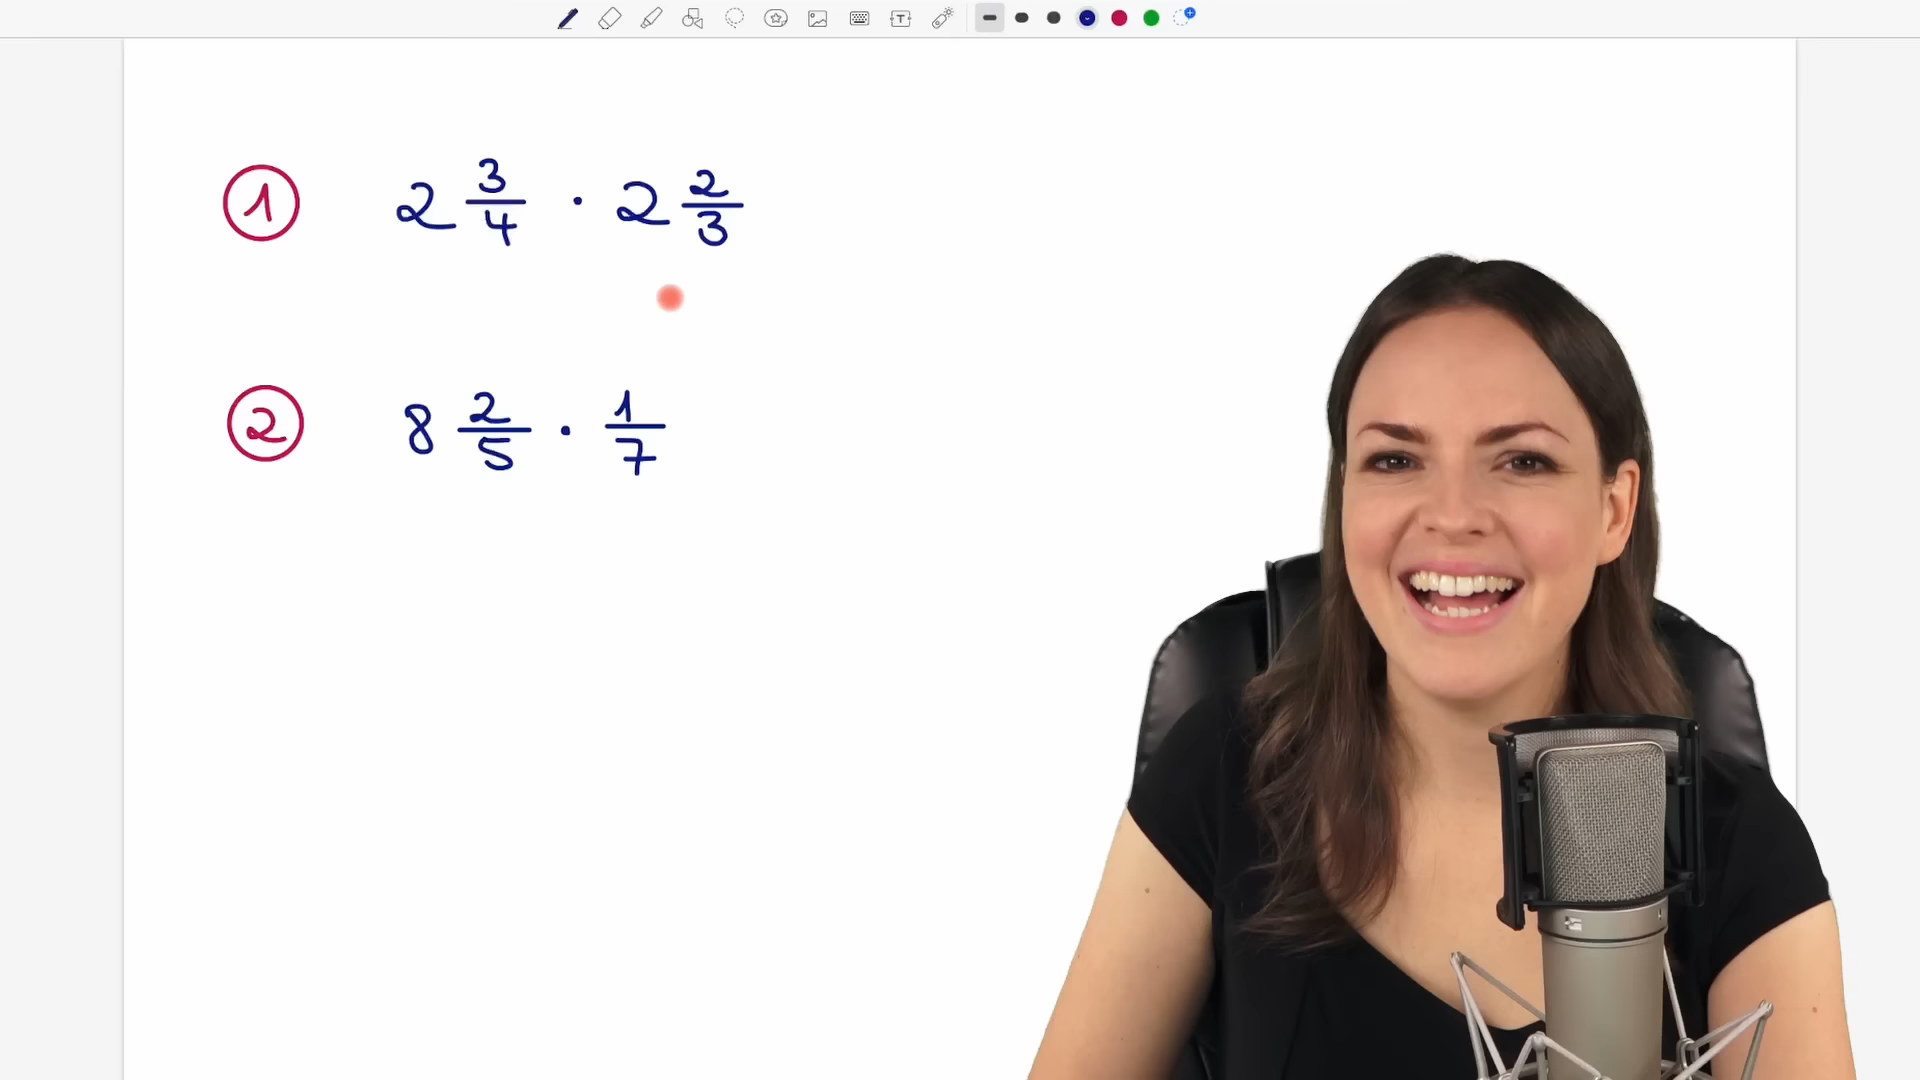 ① 2 3/4 · 2 2/3
② 8 2/5 · 1/7